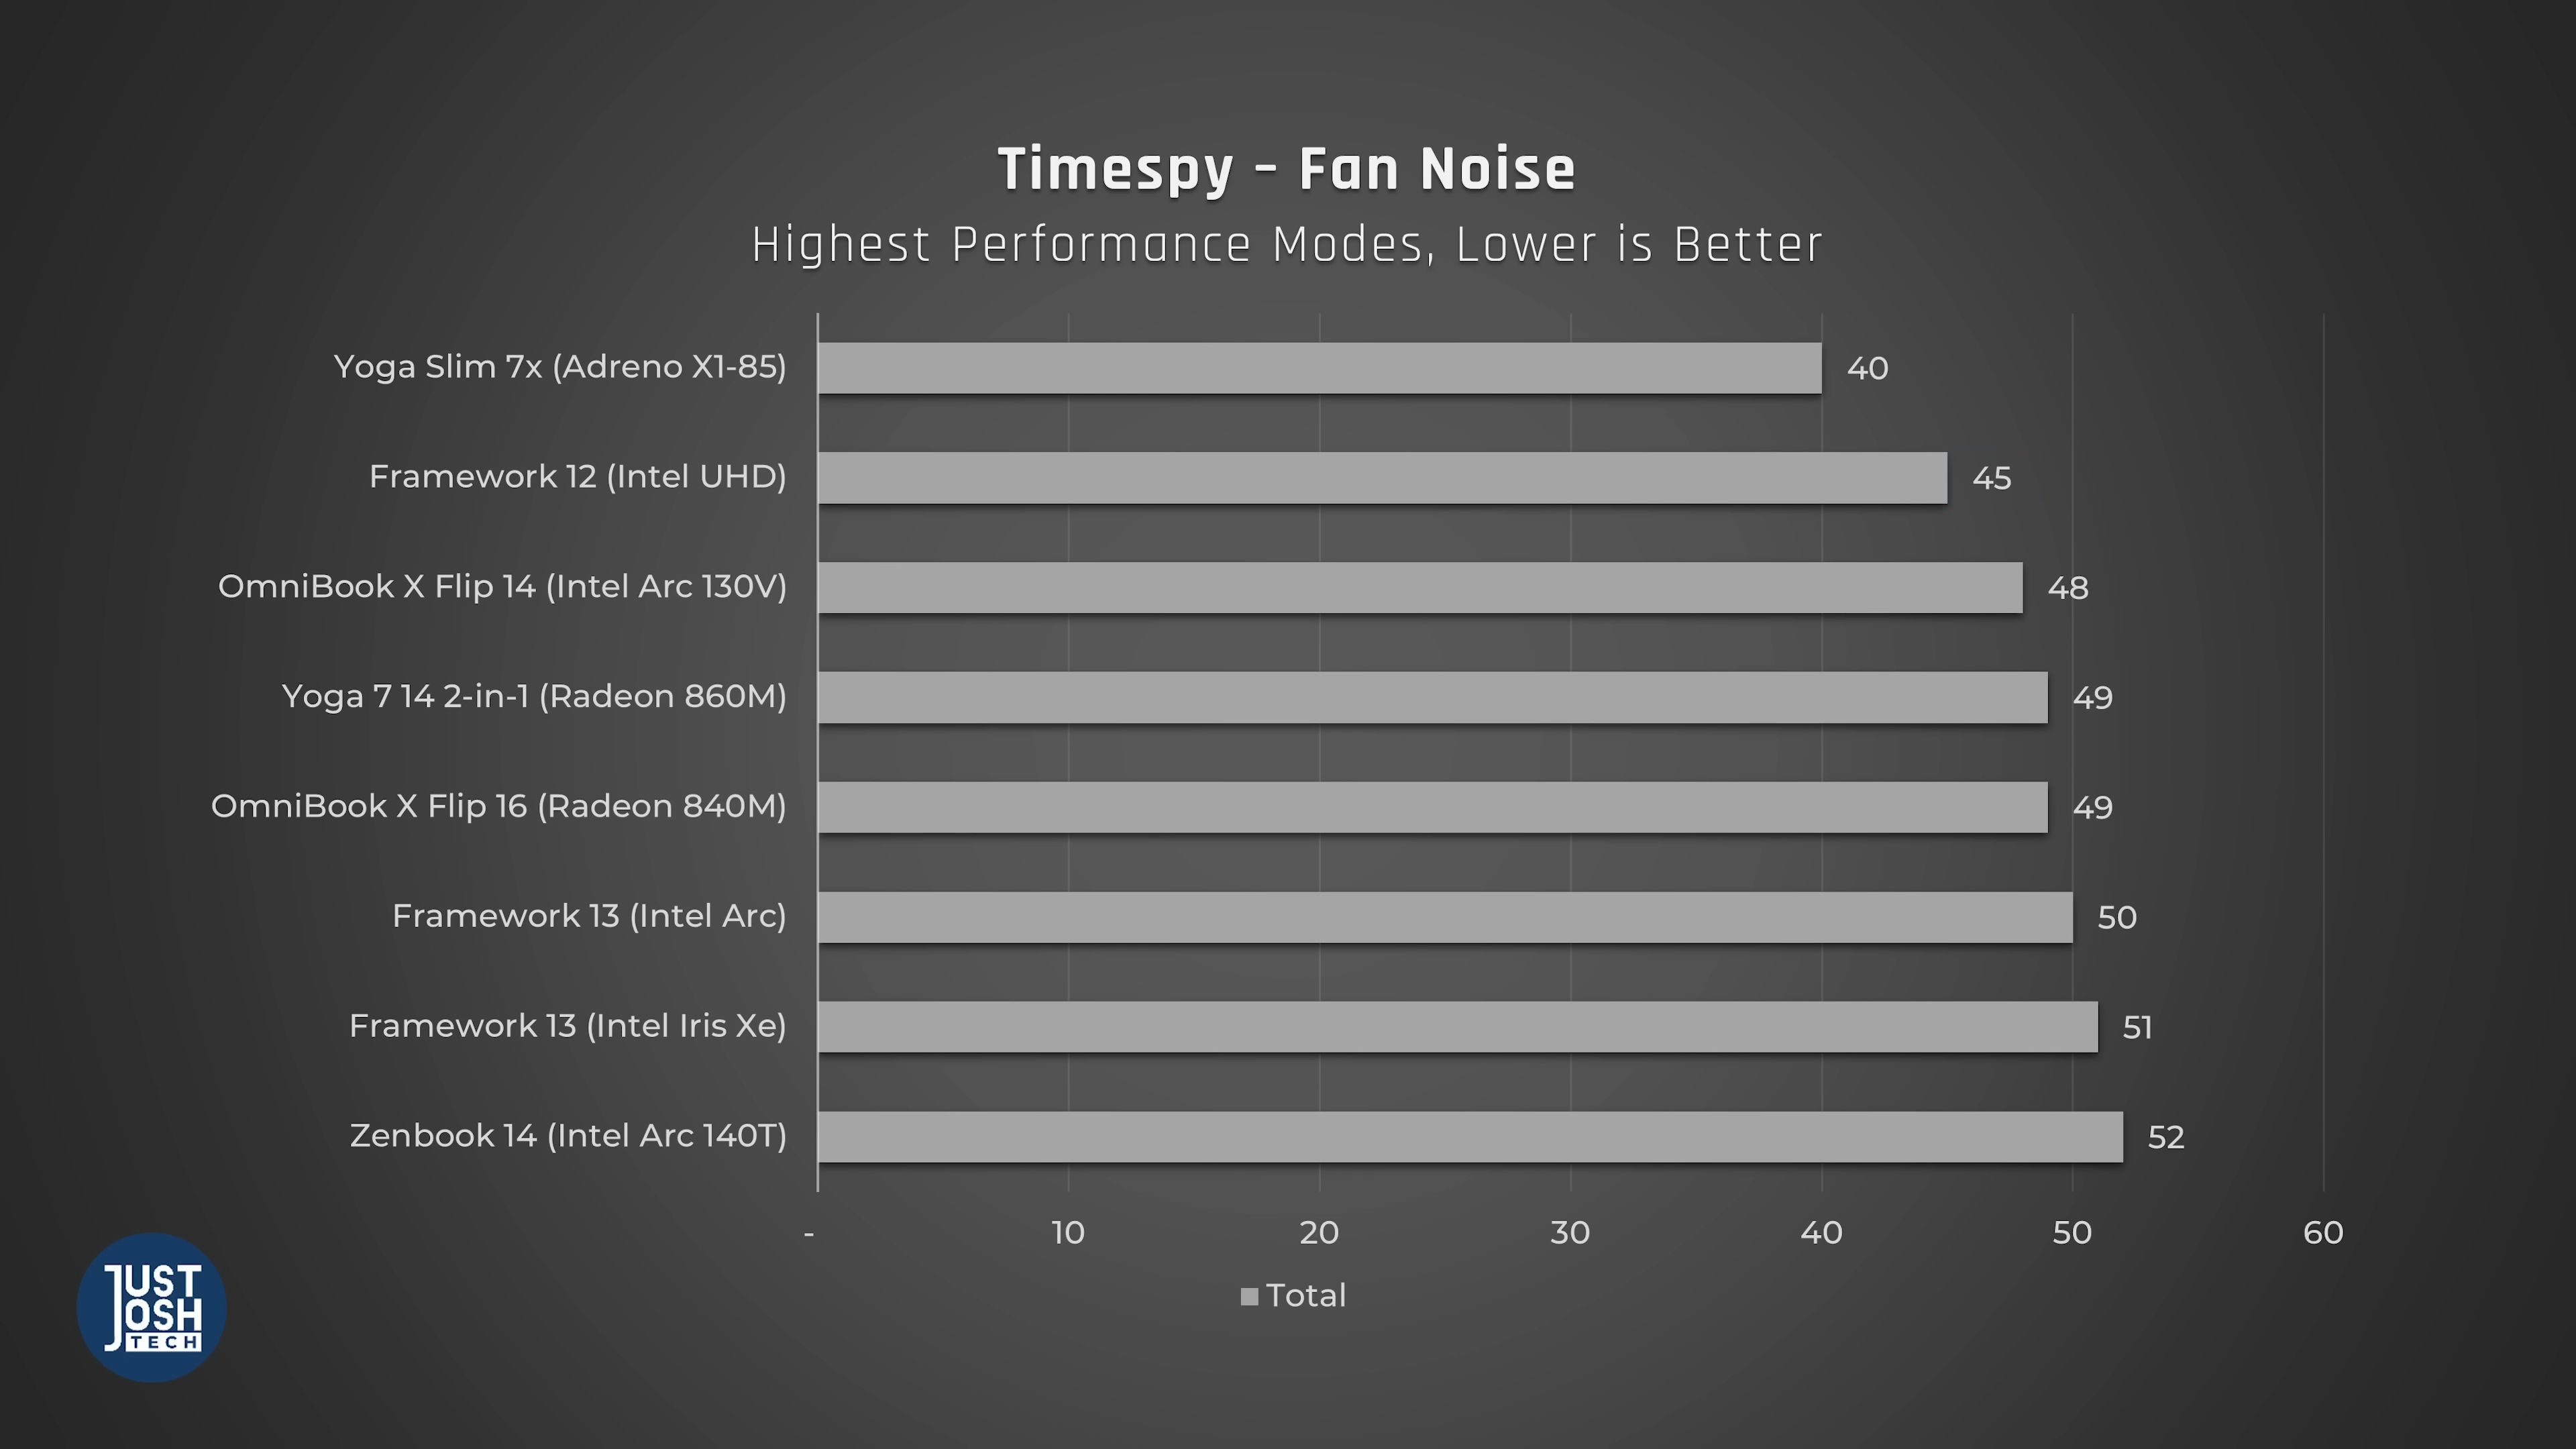 Timespy – Fan Noise
Highest Performance Modes, Lower is Better
Yoga Slim 7x (Adreno X1-85) 40
Framework 12 (Intel UHD) 45
OmniBook X Flip 14 (Intel Arc 130V) 48
Yoga 7 14 2-in-1 (Radeon 860M) 49
OmniBook X Flip 16 (Radeon 840M) 49
Framework 13 (Intel Arc) 50
Framework 13 (Intel Iris Xe) 51
Zenbook 14 (Intel Arc 140T) 52
- 10 20 30 40 50 60
Total
JUST
JOSH
TECH